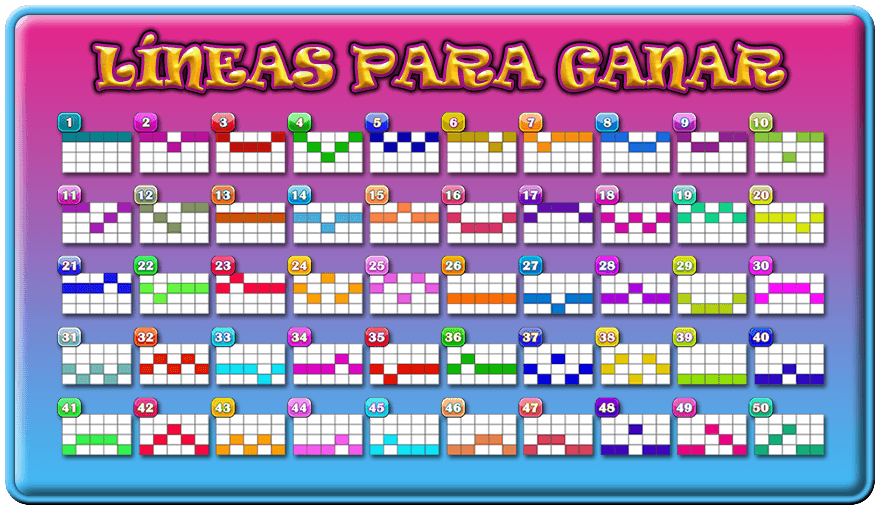 LÍNEAS PARA GANAR
1 2 3 4 5 6 7 8 9 10
11 12 13 14 15 16 17 18 19 20
21 22 23 24 25 26 27 28 29 30
31 32 33 34 35 36 37 38 39 40
41 42 43 44 45 46 47 48 49 50